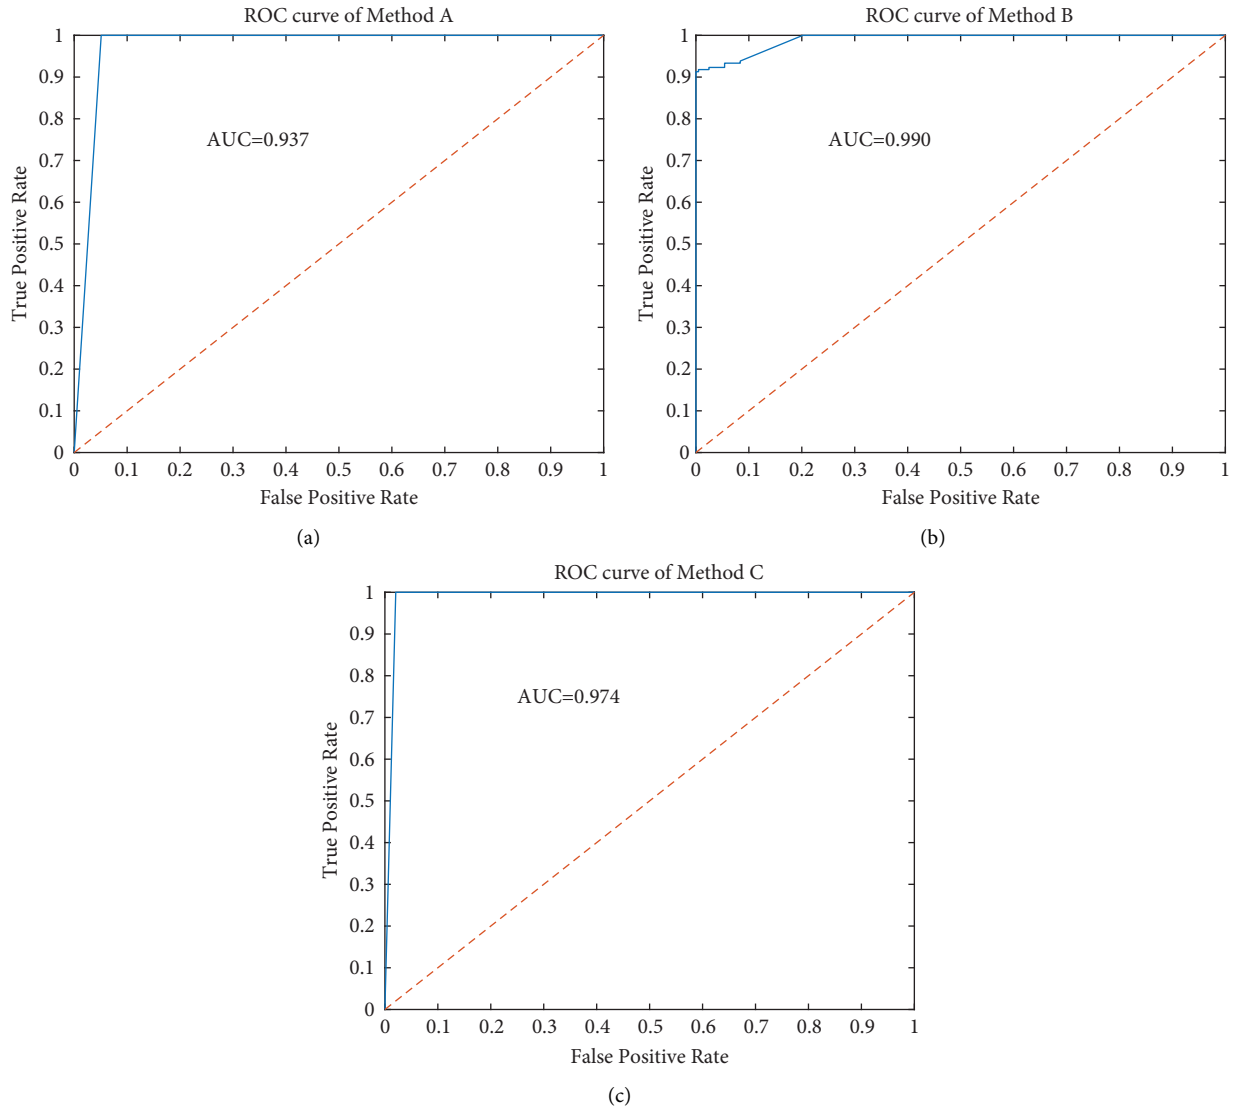 ROC curve of Method A
1
0.9
0.8
0.7
0.6
0.5
0.4
0.3
0.2
0.1
0
True Positive Rate
AUC=0.937
0 0.1 0.2 0.3 0.4 0.5 0.6 0.7 0.8 0.9 1
False Positive Rate
(a)
ROC curve of Method B
1
0.9
0.8
0.7
0.6
0.5
0.4
0.3
0.2
0.1
0
True Positive Rate
AUC=0.990
0 0.1 0.2 0.3 0.4 0.5 0.6 0.7 0.8 0.9 1
False Positive Rate
(b)
ROC curve of Method C
1
0.9
0.8
0.7
0.6
0.5
0.4
0.3
0.2
0.1
0
True Positive Rate
AUC=0.974
0 0.1 0.2 0.3 0.4 0.5 0.6 0.7 0.8 0.9 1
False Positive Rate
(c)